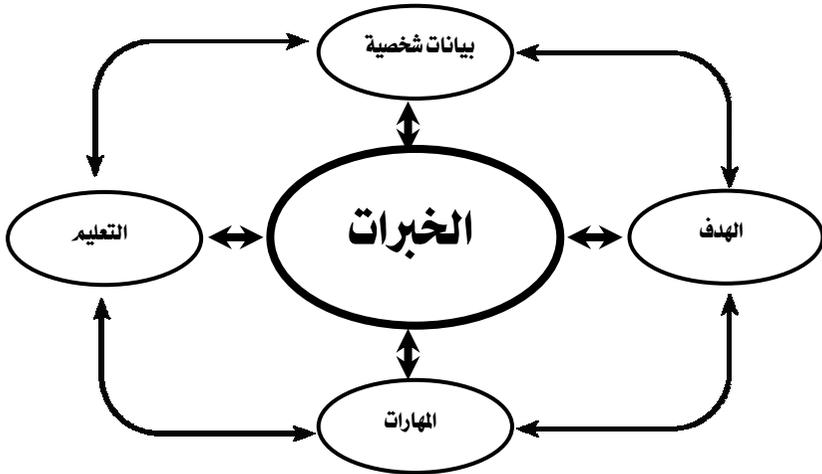 بيانات شخصية
الهدف
الخبرات
التعليم
المهارات